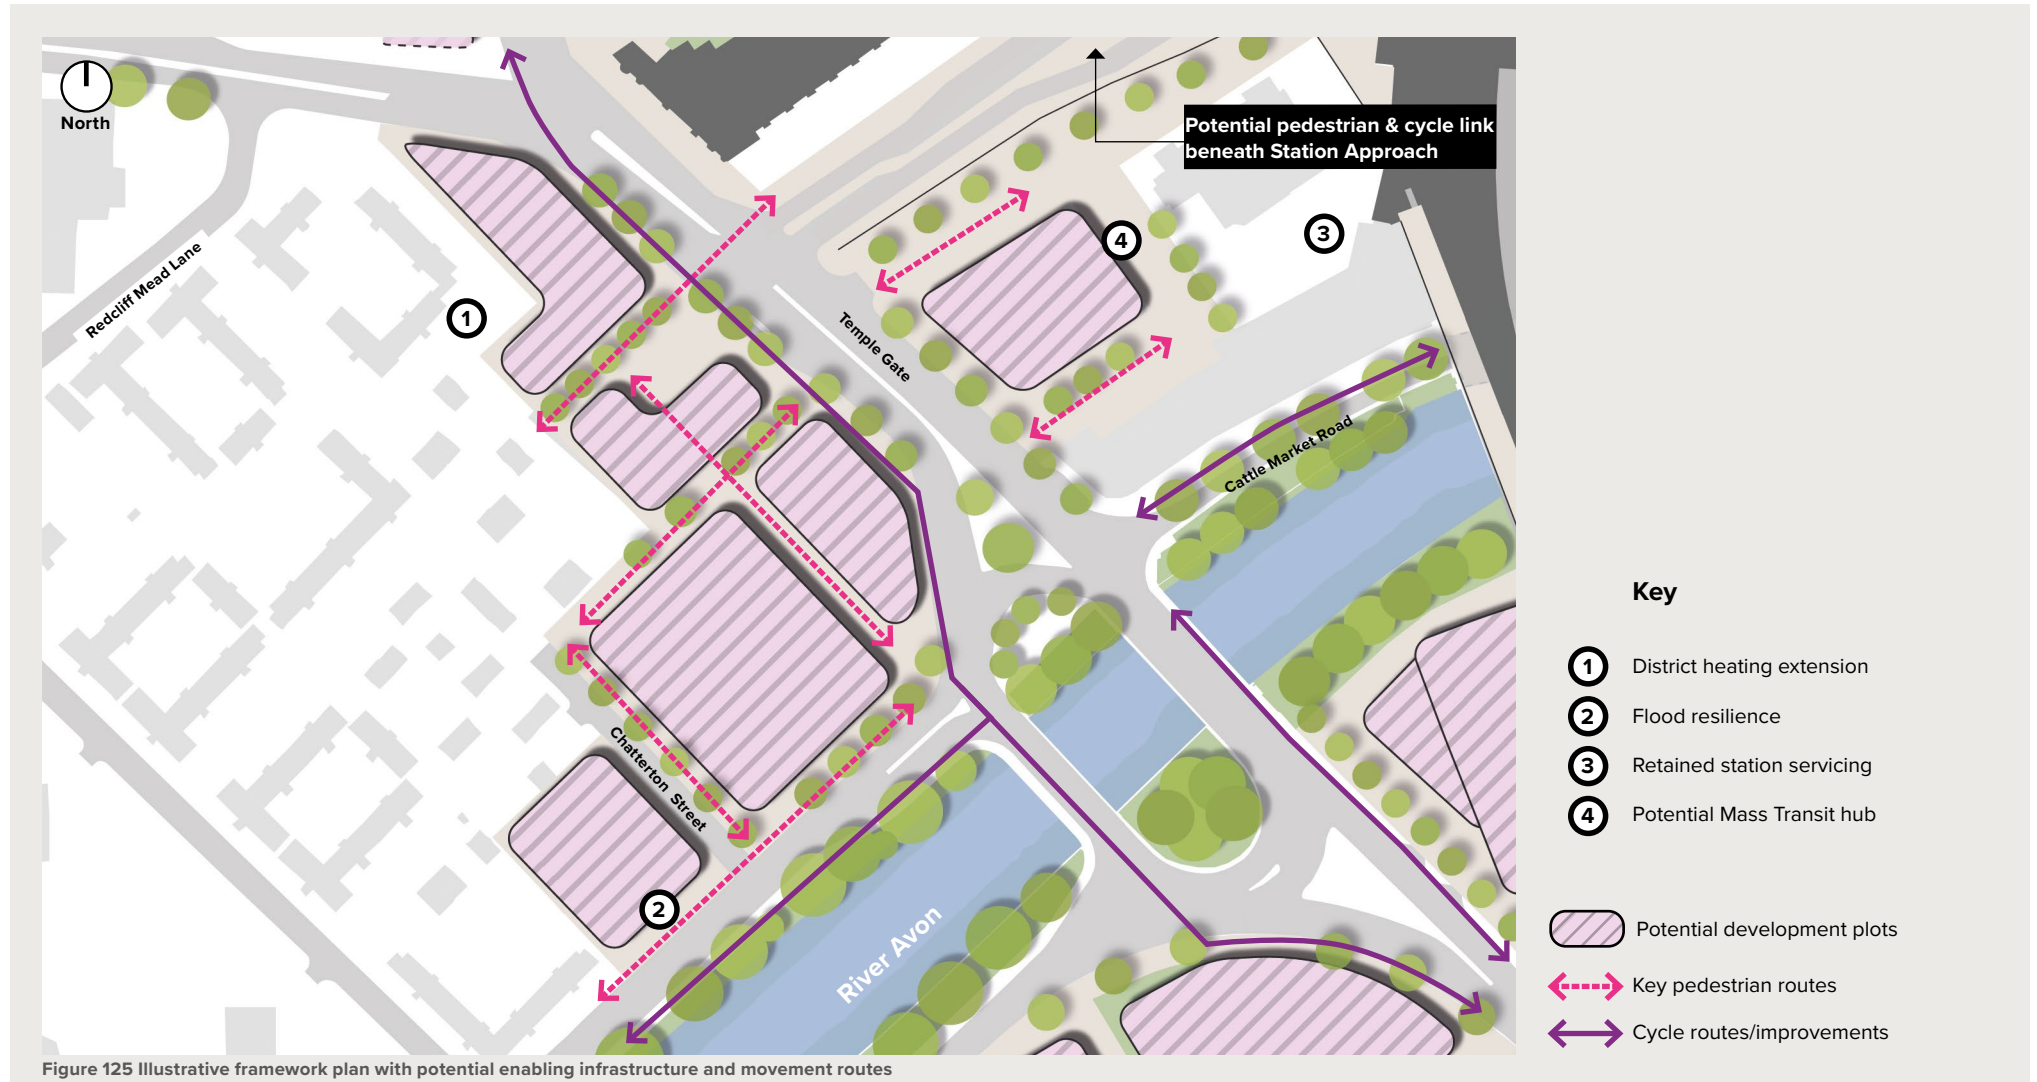 North
Redcliff Mead Lane
1
Temple Gate
4
Potential pedestrian & cycle link
beneath Station Approach
3
Cattle Market Road
Chatterton Street
2
River Avon
Key
1 District heating extension
2 Flood resilience
3 Retained station servicing
4 Potential Mass Transit hub
Potential development plots
Key pedestrian routes
Cycle routes/improvements
Figure 125 Illustrative framework plan with potential enabling infrastructure and movement routes